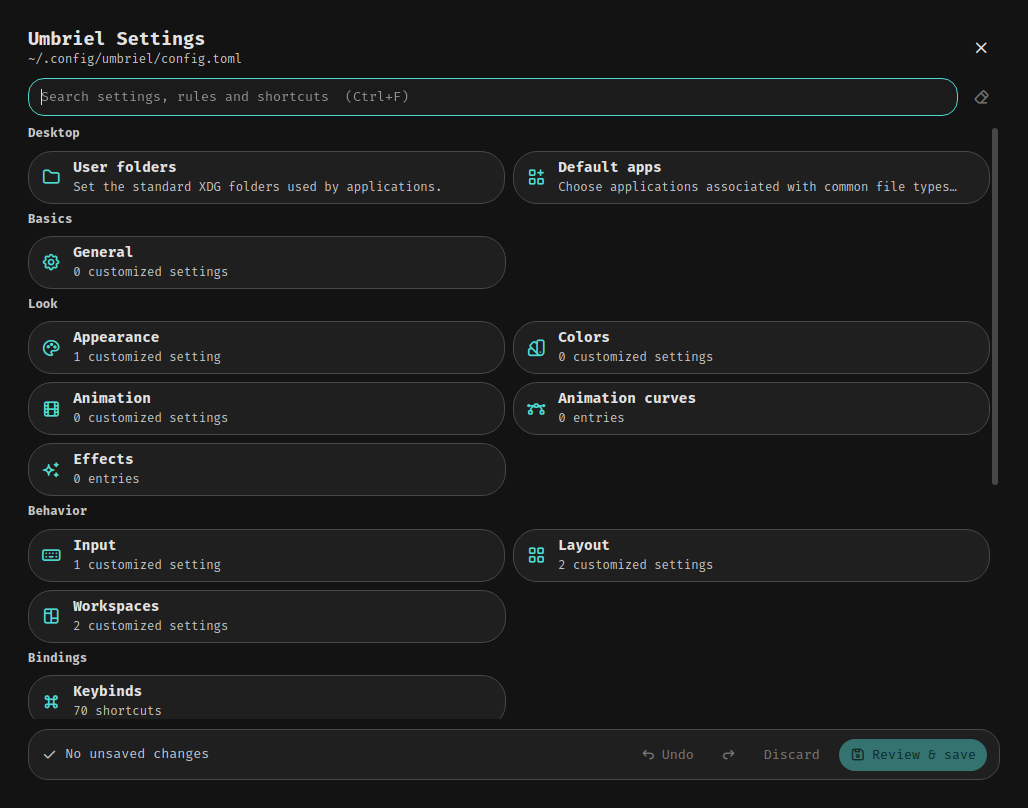 Umbriel Settings
~/.config/umbriel/config.toml
Search settings, rules and shortcuts (Ctrl+F)
Desktop
User folders
Set the standard XDG folders used by applications.
Default apps
Choose applications associated with common file types…
Basics
General
0 customized settings
Look
Appearance
1 customized setting
Colors
0 customized settings
Animation
0 customized settings
Animation curves
0 entries
Effects
0 entries
Behavior
Input
1 customized setting
Layout
2 customized settings
Workspaces
2 customized settings
Bindings
Keybinds
70 shortcuts
No unsaved changes
Undo
Discard
Review & save